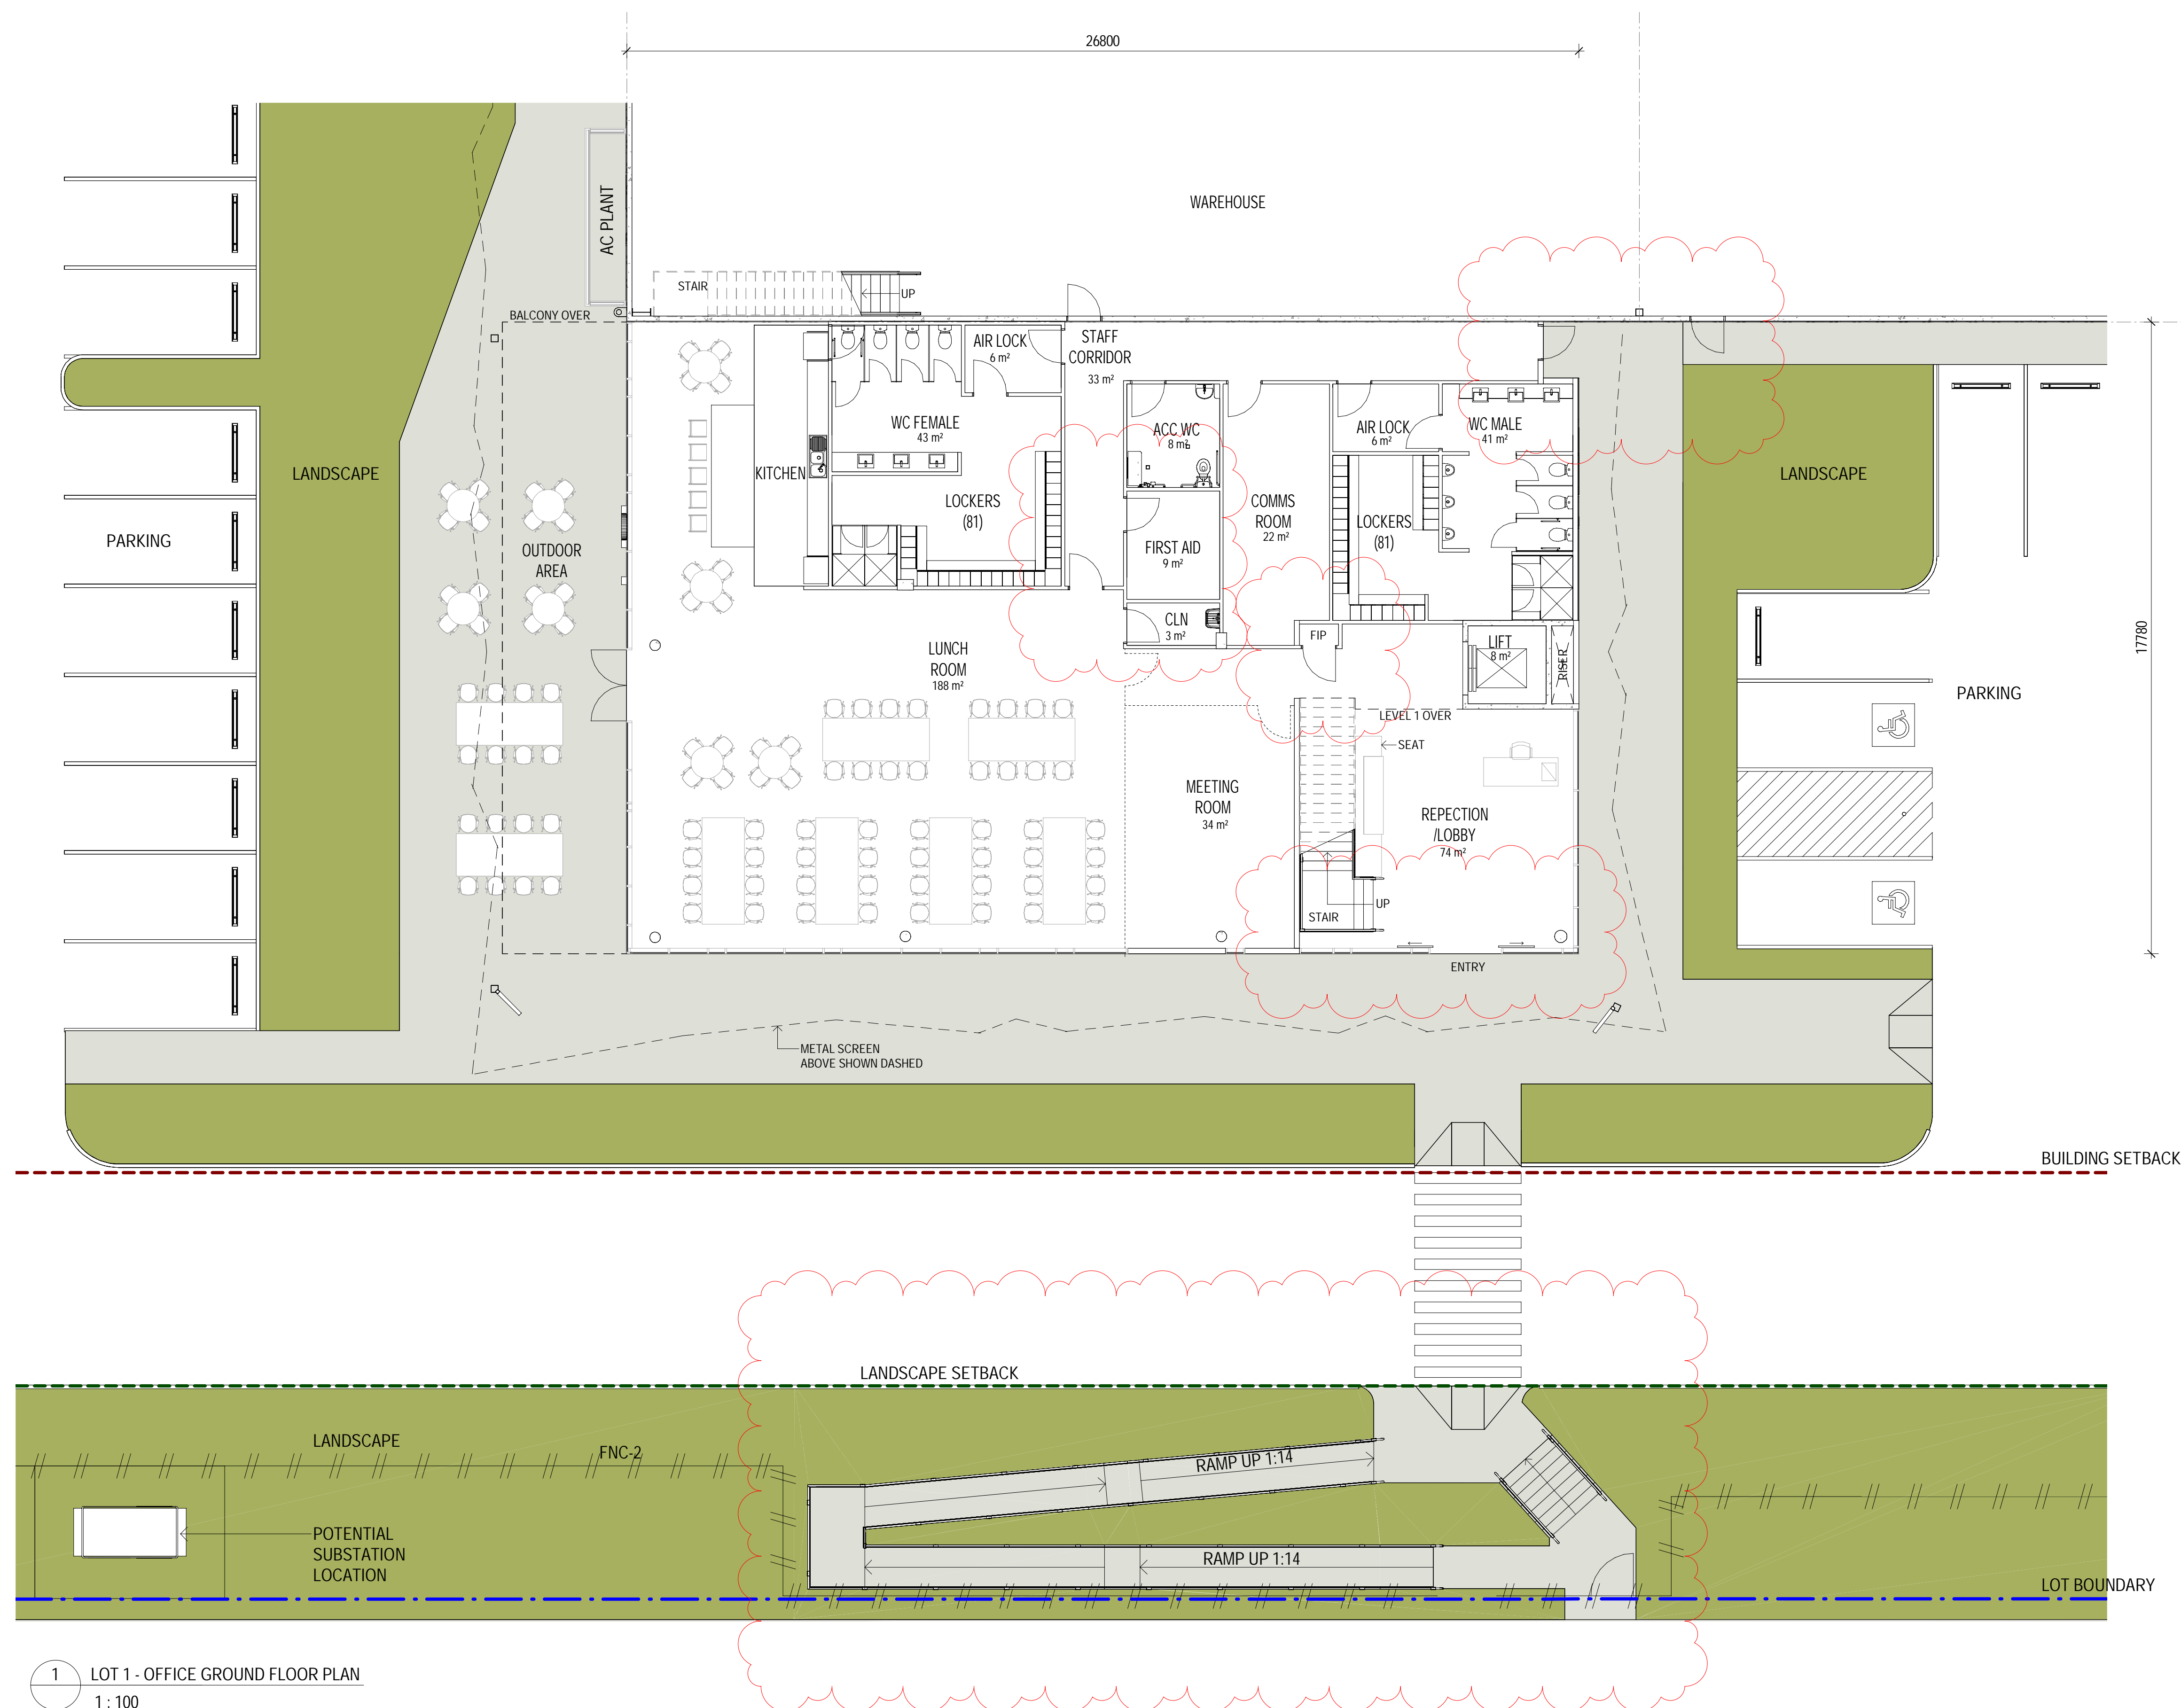 26800
AC PLANT
WAREHOUSE
STAIR
UP
BALCONY OVER
AIR LOCK
6 m²
STAFF
CORRIDOR
33 m²
WC FEMALE
43 m²
ACC WC
8 m²
AIR LOCK
6 m²
WC MALE
41 m²
LANDSCAPE
KITCHEN
LOCKERS
(81)
COMMS
ROOM
22 m²
LOCKERS
(81)
LANDSCAPE
PARKING
OUTDOOR
AREA
FIRST AID
9 m²
CLN
3 m²
FIP
LIFT
8 m²
RISER
17780
LUNCH
ROOM
188 m²
PARKING
LEVEL 1 OVER
SEAT
MEETING
ROOM
34 m²
REPECTION
/LOBBY
74 m²
UP
STAIR
ENTRY
METAL SCREEN
ABOVE SHOWN DASHED
BUILDING SETBACK
LANDSCAPE SETBACK
LANDSCAPE
FNC-2
RAMP UP 1:14
POTENTIAL
SUBSTATION
LOCATION
RAMP UP 1:14
LOT BOUNDARY
1
LOT 1 - OFFICE GROUND FLOOR PLAN
1 : 100